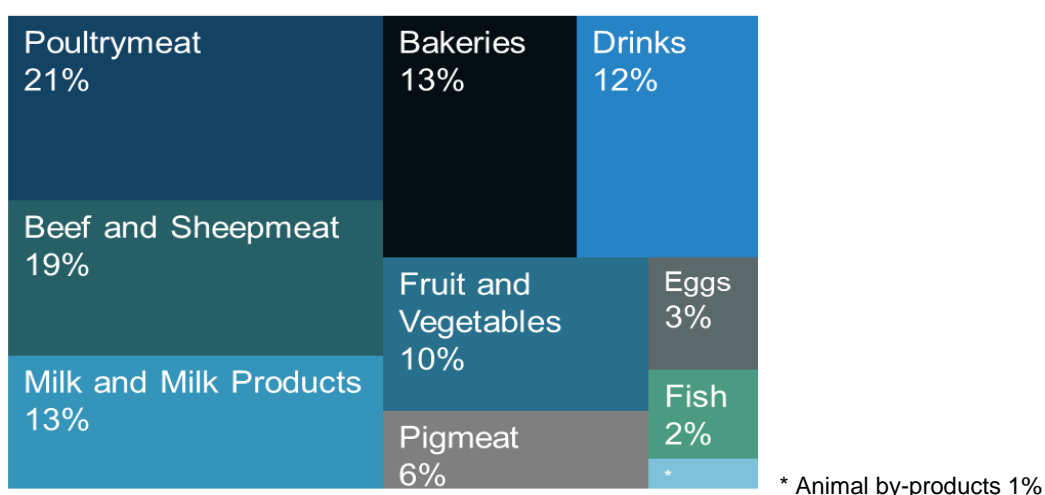 Poultrymeat
21%
Beef and Sheepmeat
19%
Milk and Milk Products
13%
Bakeries
13%
Drinks
12%
Fruit and
Vegetables
10%
Pigmeat
6%
Eggs
3%
Fish
2%
*
* Animal by-products 1%